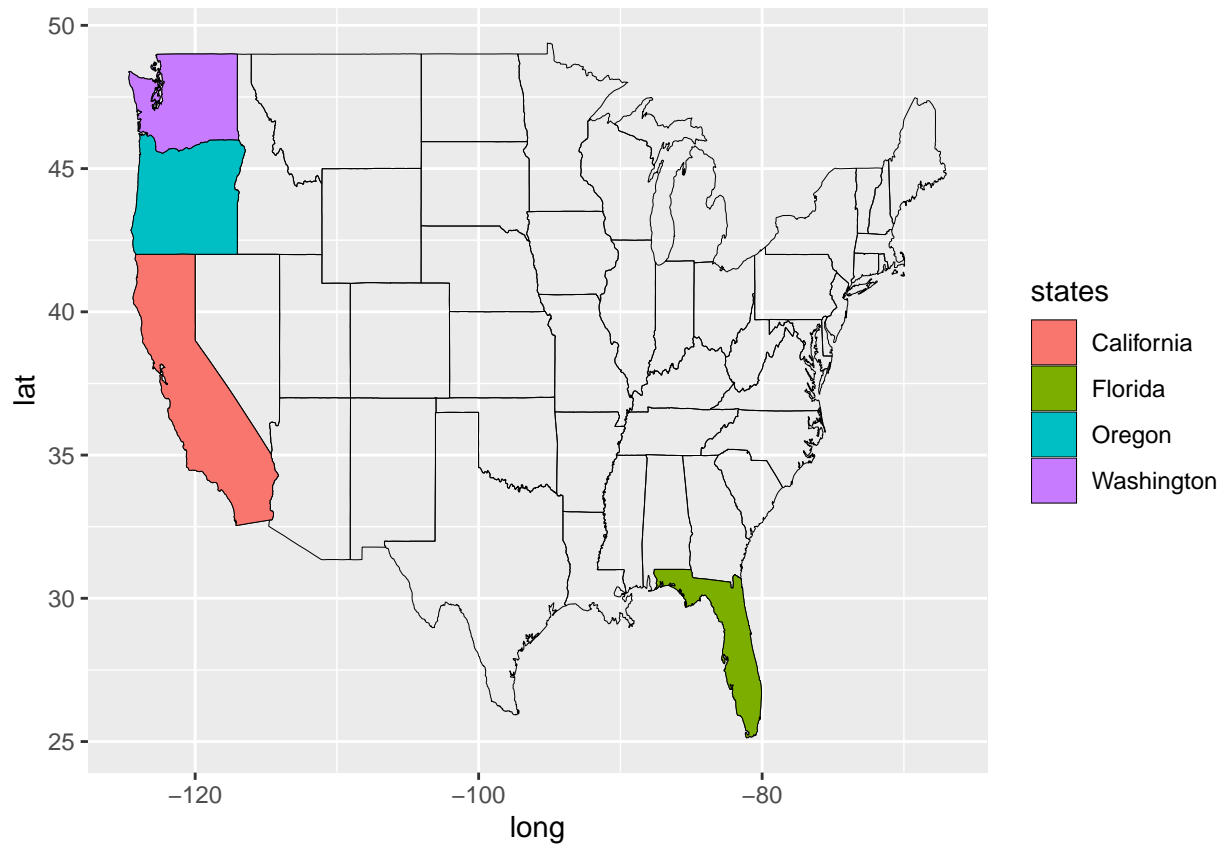 50
45
40
35
30
25
lat
−120
−100
−80
long
states
California
Florida
Oregon
Washington